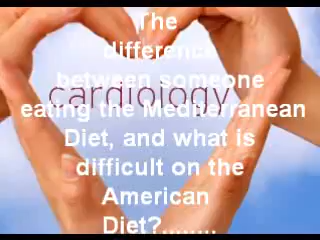 The
difference
between someone
cardiology
eating the Mediterranean
Diet, and what is
difficult on the
American
Diet?........